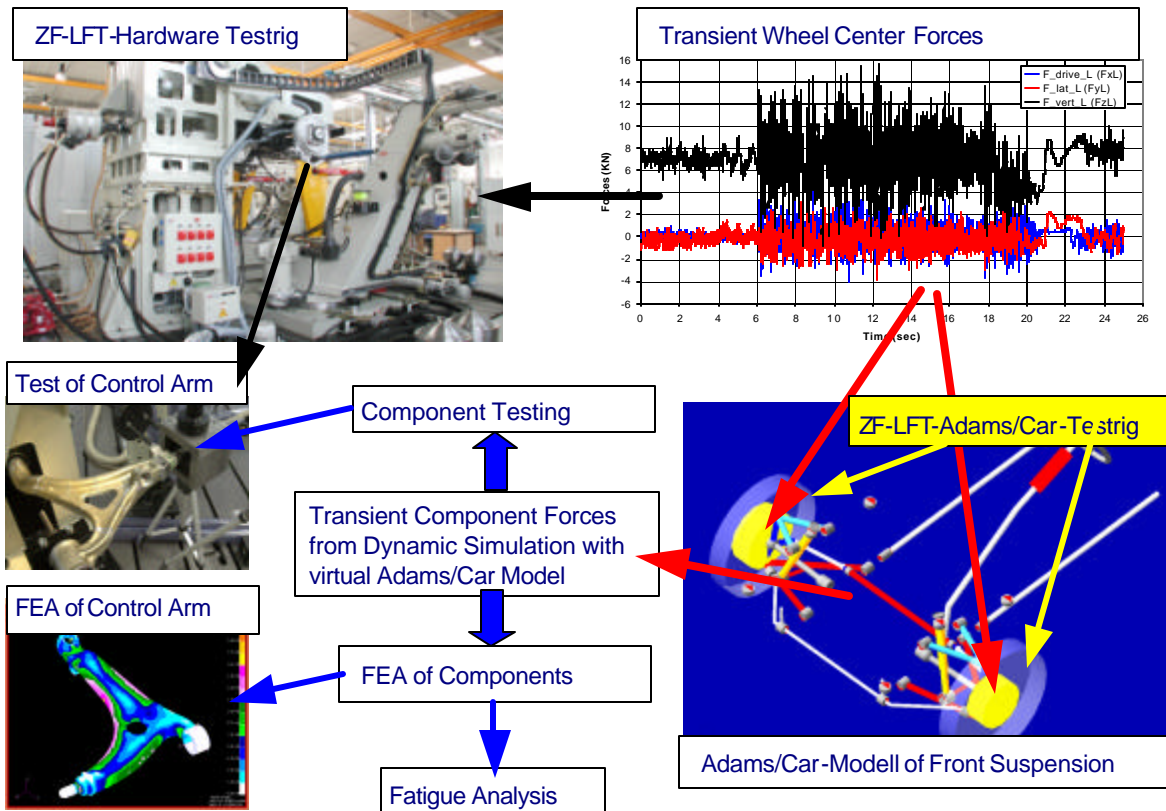 ZF-LFT-Hardware Testrig
Transient Wheel Center Forces
16
14
12
10
8
6
4
2
0
-2
-4
-6
Forces (KN)
F_drive_L (FxL)
F_lat_L (FyL)
F_vert_L (FzL)
0 2 4 6 8 10 12 14 16 18 20 22 24 26
Time (sec)
Test of Control Arm
Component Testing
ZF-LFT-Adams/Car-Testrig
Transient Component Forces
from Dynamic Simulation with
virtual Adams/Car Model
FEA of Control Arm
FEA of Components
Adams/Car-Modell of Front Suspension
Fatigue Analysis